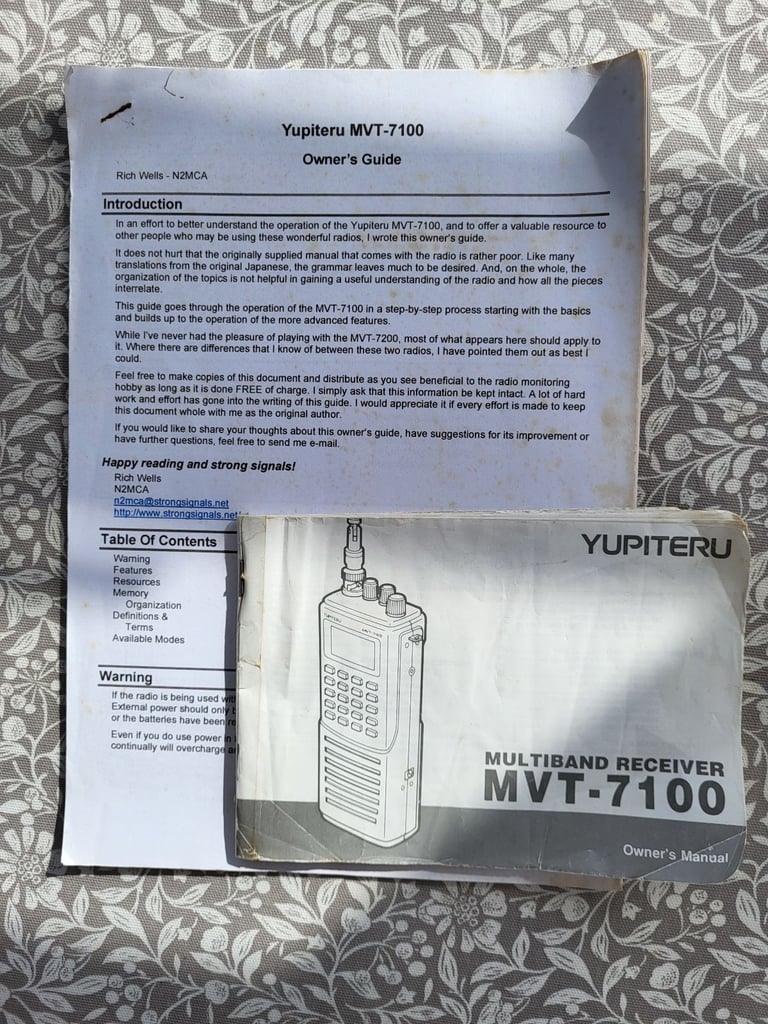 Yupiteru MVT-7100
Owner's Guide
Rich Wells - N2MCA
Introduction
In an effort to better understand the operation of the Yupiteru MVT-7100, and to offer a valuable resource to
other people who may be using these wonderful radios, I wrote this owner's guide.
It does not hurt that the originally supplied manual that comes with the radio is rather poor. Like many
translations from the original Japanese, the grammar leaves much to be desired. And, on the whole, the
organization of the topics is not helpful in gaining a useful understanding of the radio and how all the pieces
interrelate.
This guide goes through the operation of the MVT-7100 in a step-by-step process starting with the basics
and builds up to the operation of the more advanced features.
While I've never had the pleasure of playing with the MVT-7200, most of what appears here should apply to
it. Where there are differences that I know of between these two radios, I have pointed them out as best I
could.
Feel free to make copies of this document and distribute as you see beneficial to the radio monitoring
hobby as long as it is done FREE of charge. I simply ask that this information be kept intact. A lot of hard
work and effort has gone into the writing of this guide. I would appreciate it if every effort is made to keep
this document whole with me as the original author.
If you would like to share your thoughts about this owner's guide, have suggestions for its improvement or
have further questions, feel free to send me e-mail.
Happy reading and strong signals!
Rich Wells
N2MCA
n2mca@strongsignals.net
http://www.strongsignals.net/
Table Of Contents
Warning
Features
Resources
Memory
Organization
Definitions &
Terms
Available Modes
Warning
If the radio is being used with
External power should only
or the batteries have been
Even if you do use power in
continually will overcharge
YUPITERU
YUPITERU MVT-7100
MULTIBAND RECEIVER
MVT-7100
Owner's Manual